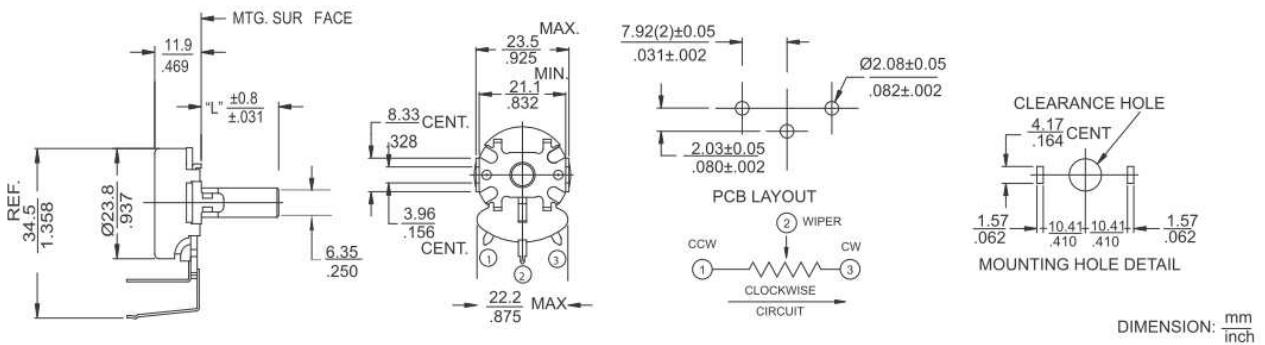 MTG. SUR FACE
11.9
.469
"L" ±0.8
±.031
REF.
34.5
1.358
Ø23.8
.937
6.35
.250
MAX.
23.5
.925
MIN.
21.1
.832
8.33 CENT.
.328
3.96
.156
CENT.
1 2 3
22.2 MAX
.875
7.92(2)±0.05
.031±.002
Ø2.08±0.05
.082±.002
2.03±0.05
.080±.002
PCB LAYOUT
2 WIPER
CCW CW
1 3
CLOCKWISE
CIRCUIT
CLEARANCE HOLE
4.17 CENT
.164
1.57 10.41 10.41 1.57
.062 .410 .410 .062
MOUNTING HOLE DETAIL
DIMENSION: mm
inch